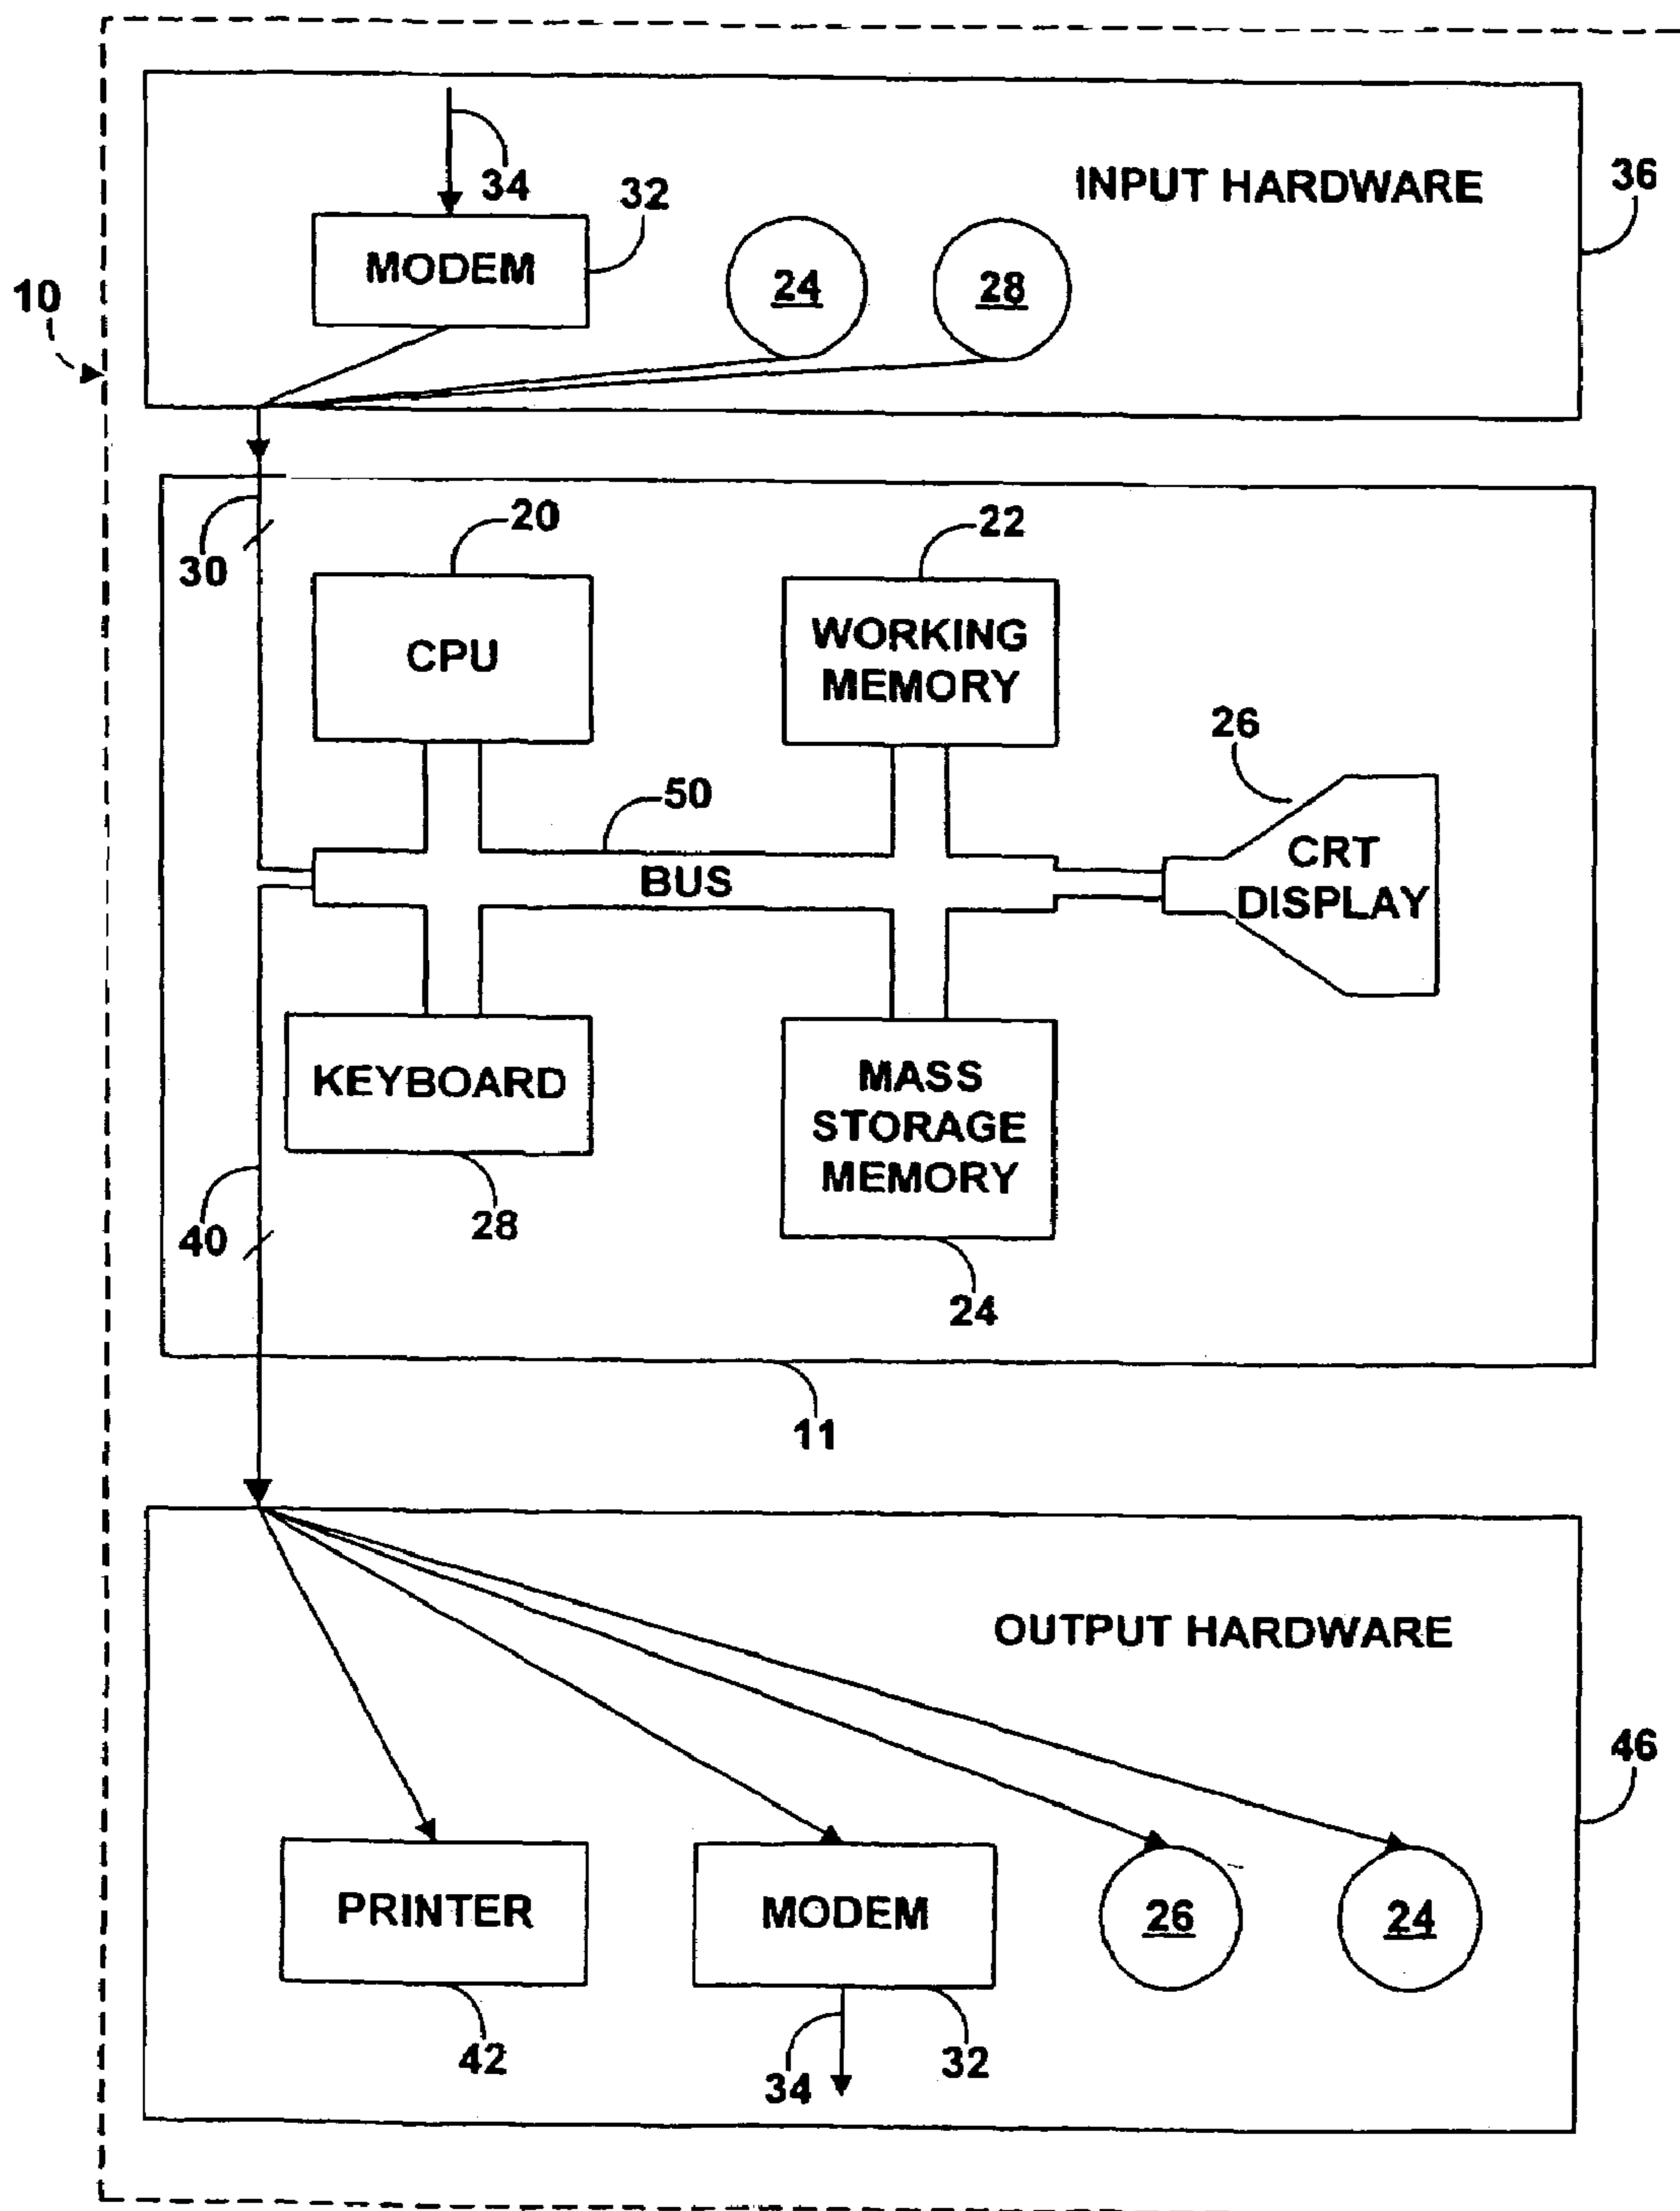 34
INPUT HARDWARE
36
32
MODEM
24
28
10
30
20
22
CPU
WORKING
MEMORY
26
50
BUS
CRT
DISPLAY
KEYBOARD
MASS
STORAGE
MEMORY
40
28
24
11
OUTPUT HARDWARE
46
PRINTER
MODEM
26
24
42
34
32